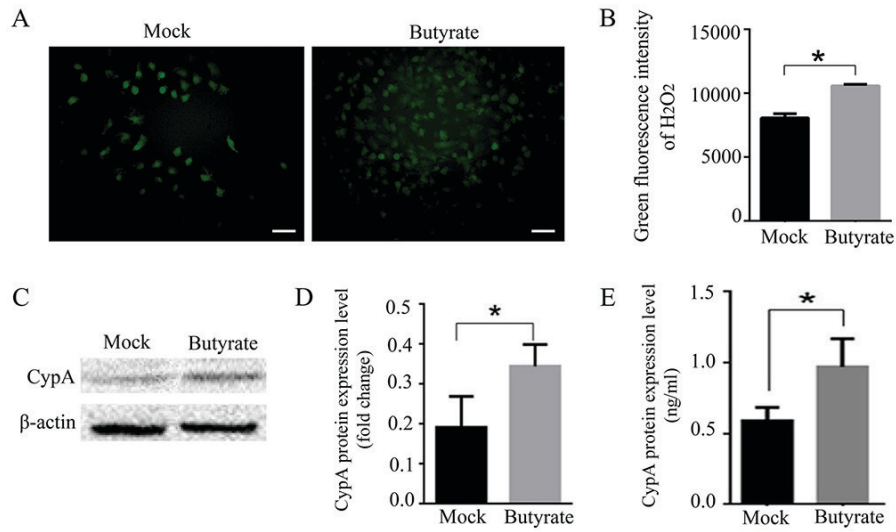 A
Mock
Butyrate
B
Green fluorescence intensity
of H2O2
15000
10000
5000
0
*
Mock
Butyrate
C
Mock
Butyrate
CypA
β-actin
D
CypA protein expression level
(fold change)
0.5
0.4
0.3
0.2
0.1
0.0
*
Mock
Butyrate
E
CypA protein expression level
(ng/ml)
1.5
1.0
0.5
0.0
*
Mock
Butyrate